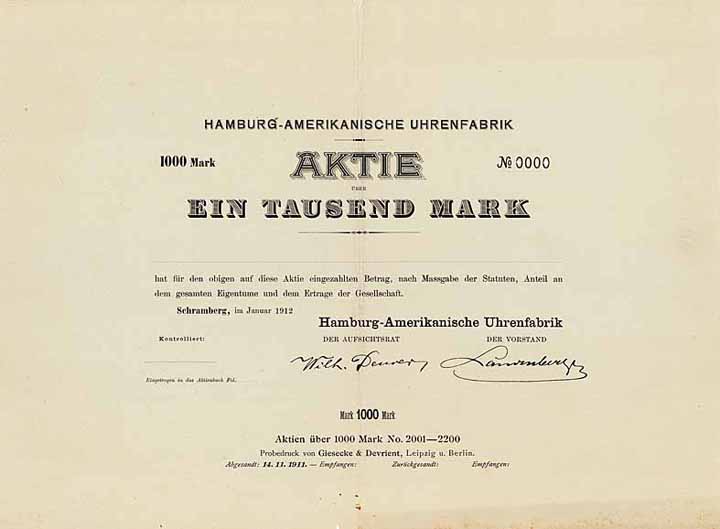 HAMBURG-AMERIKANISCHE UHRENFABRIK
1000 Mark AKTIE № 0000
ÜBER
EIN TAUSEND MARK
hat für den obigen auf diese Aktie eingezahlten Betrag, nach Massgabe der Statuten, Anteil an
dem gesamten Eigentume und dem Ertrage der Gesellschaft.
Schramberg, im Januar 1912
Hamburg-Amerikanische Uhrenfabrik
Kontrolliert: DER AUFSICHTSRAT DER VORSTAND
Wilh.
Eingetragen in das Aktienbuch Fol.
Mark 1000 Mark
Aktien über 1000 Mark No. 2001—2200
Probedruck von Giesecke & Devrient, Leipzig u. Berlin.
Abgesandt: 14. 11. 1911. — Empfangen: Zurückgesandt: Empfangen: